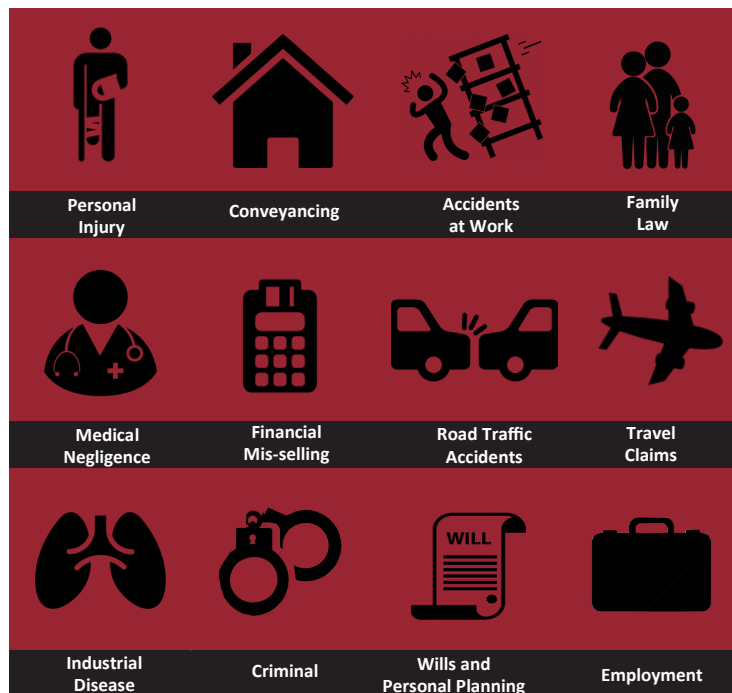 Personal
Injury
Conveyancing
Accidents
at Work
Family
Law
Medical
Negligence
Financial
Mis-selling
Road Traffic
Accidents
Travel
Claims
WILL
Industrial
Disease
Criminal
Wills and
Personal Planning
Employment